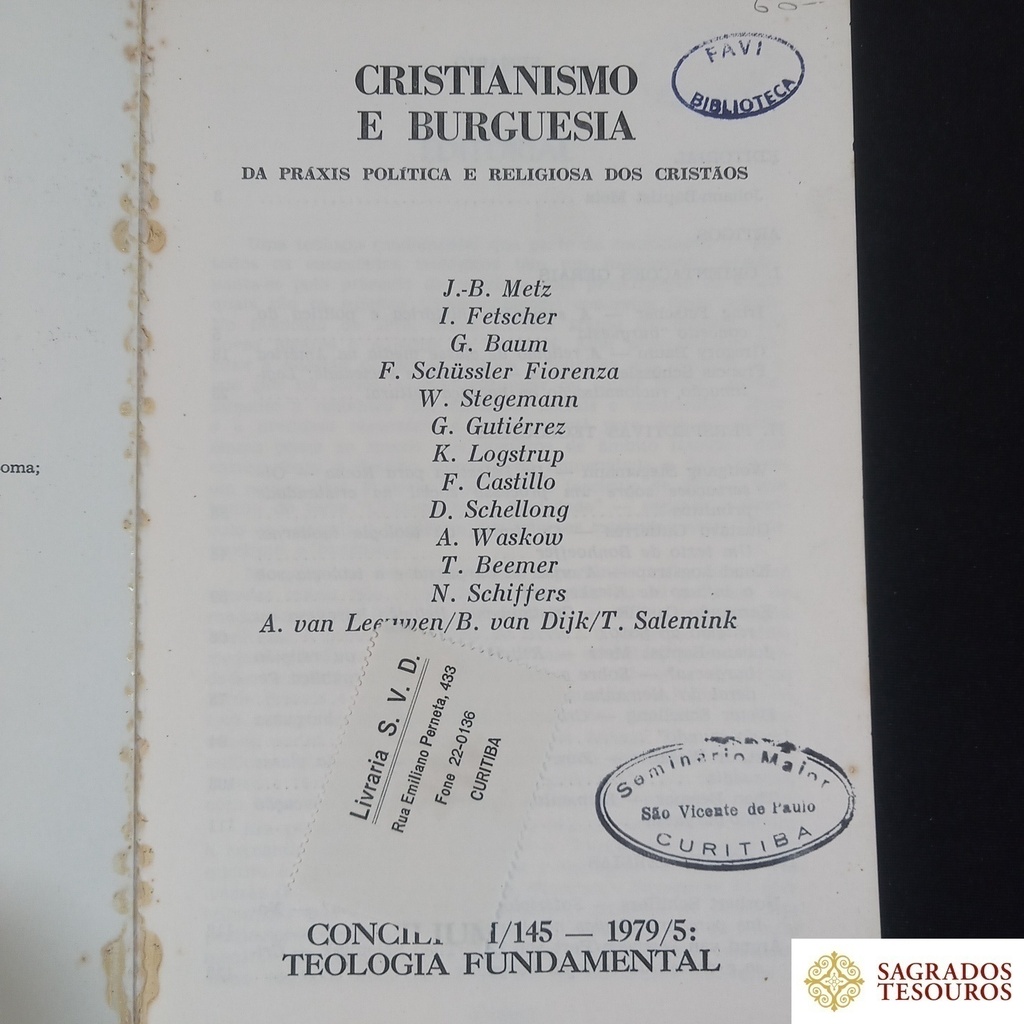 60—
FAVI
BIBLIOTECA
CRISTIANISMO
E BURGUESIA
DA PRÁXIS POLÍTICA E RELIGIOSA DOS CRISTÃOS
J.-B. Metz
I. Fetscher
G. Baum
F. Schüssler Fiorenza
W. Stegemann
G. Gutiérrez
K. Logstrup
F. Castillo
D. Schellong
A. Waskow
T. Beemer
N. Schiffers
A. van Leeuwen/B. van Dijk/T. Salemink
oma;
Livraria S. V. D.
Rua Emiliano Perneta, 433
Fone 22-0136
CURITIBA
Seminario Maior
São Vicente de Paulo
CURITIBA
/145 — 1979/5:
TEOLOGIA FUNDAMENTAL
SAGRADOS
TESOUROS